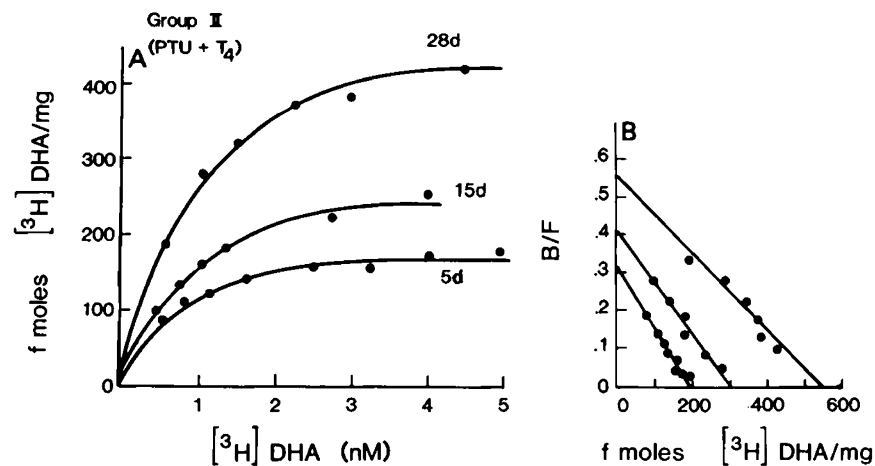 Group II
A (PTU + T4)
28d
15d
5d
f moles [3H] DHA/mg
400
300
200
100
0
1
2
3
4
5
[3H] DHA (nM)
B
B/F
.6
.5
.4
.3
.2
.1
0
0
200
400
600
f moles [3H] DHA/mg